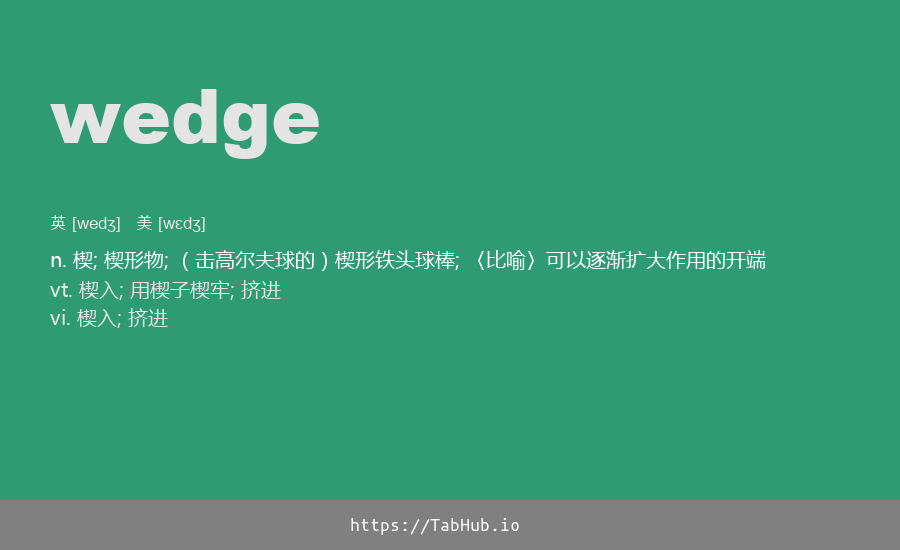 wedge
英 [wedʒ] 美 [wɛdʒ]
n. 楔; 楔形物; （击高尔夫球的）楔形铁头球棒; 〈比喻〉可以逐渐扩大作用的开端
vt. 楔入; 用楔子楔牢; 挤进
vi. 楔入; 挤进
https://TabHub.io